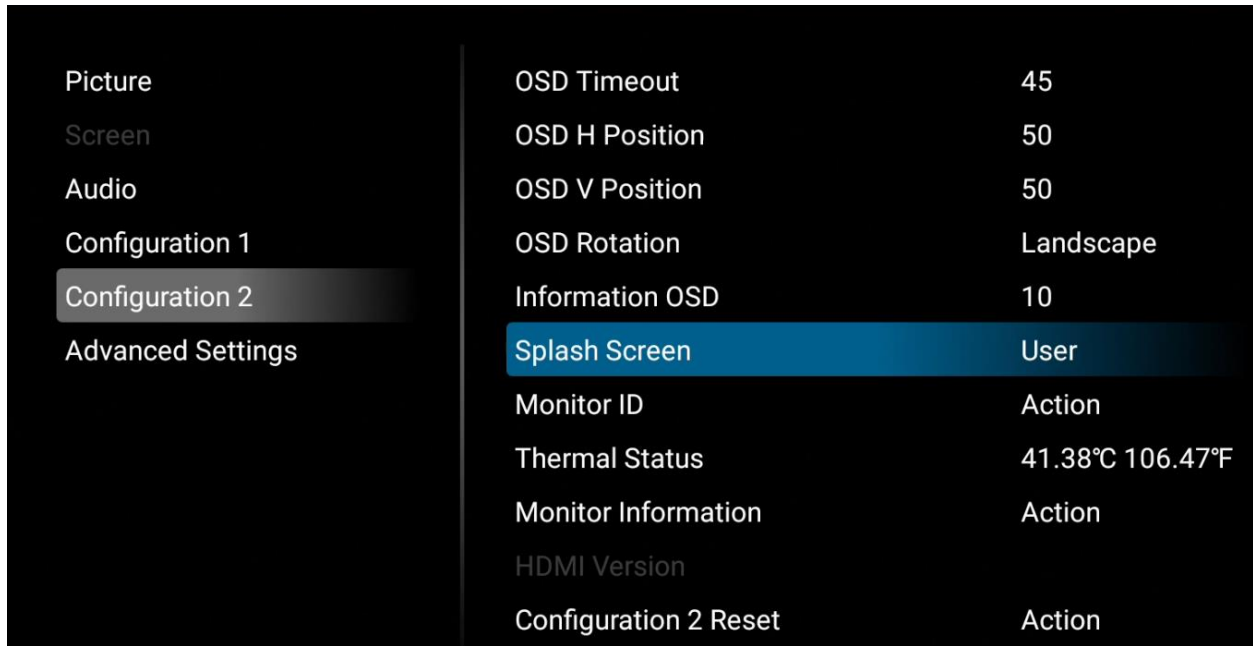 Picture
Screen
Audio
Configuration 1
Configuration 2
Advanced Settings
OSD Timeout 45
OSD H Position 50
OSD V Position 50
OSD Rotation Landscape
Information OSD 10
Splash Screen User
Monitor ID Action
Thermal Status 41.38℃ 106.47℉
Monitor Information Action
HDMI Version
Configuration 2 Reset Action